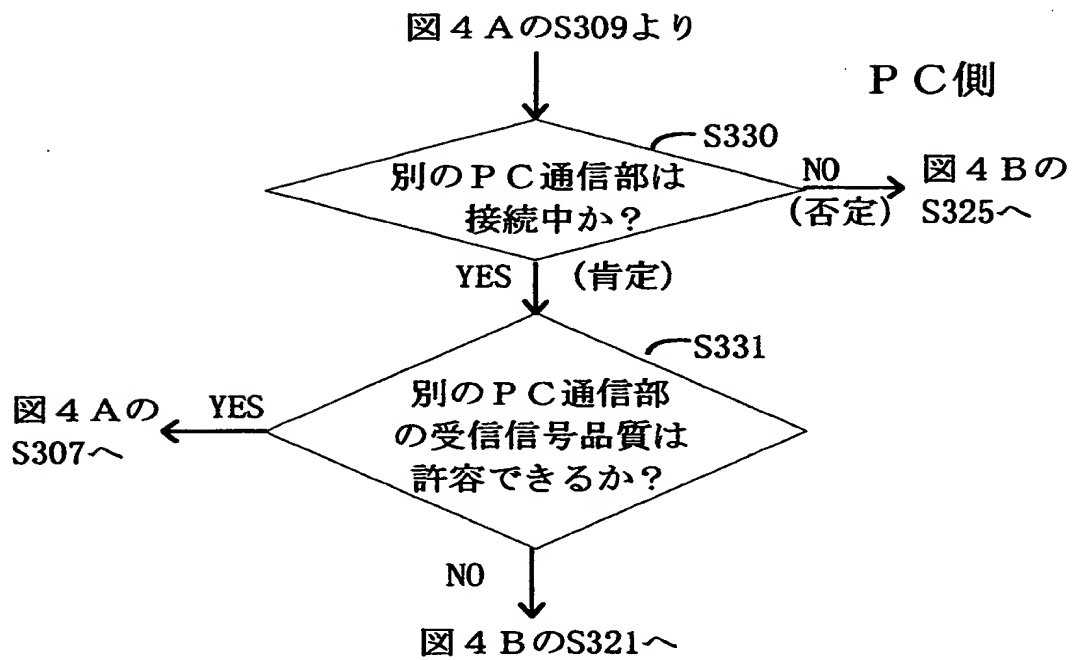 図4AのS309より
PC側
S330
別のPC通信部は
接続中か?
NO
(否定)
図4Bの
S325へ
YES (肯定)
S331
別のPC通信部
の受信信号品質は
許容できるか?
YES
図4Aの
S307へ
NO
図4BのS321へ